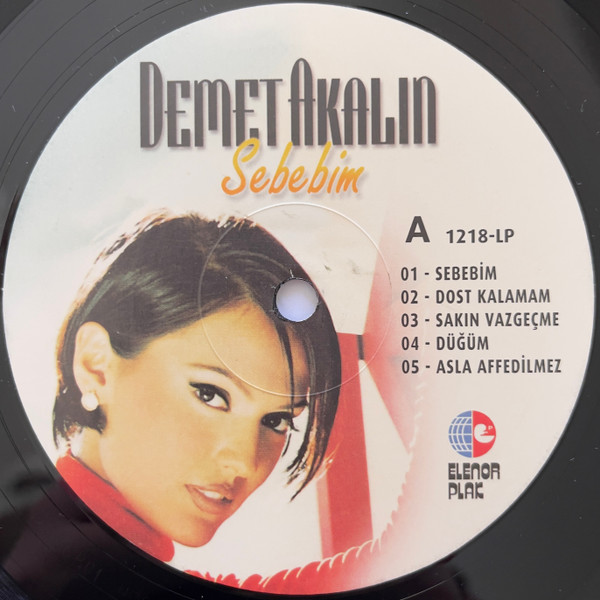 DEMET AKALIN
Sebebim
A 1218-LP
01 - SEBEBİM
02 - DOST KALAMAM
03 - SAKIN VAZGEÇME
04 - DÜĞÜM
05 - ASLA AFFEDİLMEZ
ELENOR
PLAK